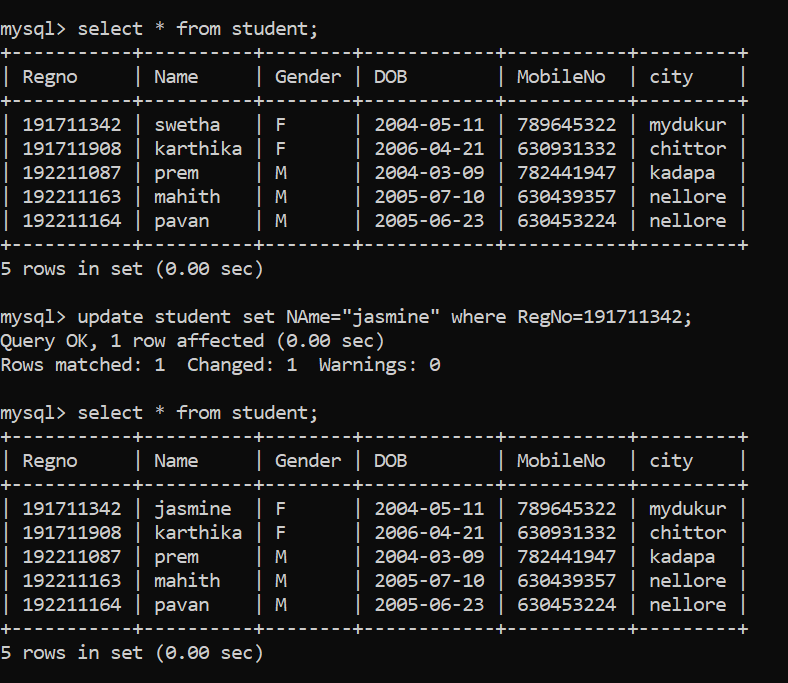 mysql> select * from student;
+-----------+----------+--------+------------+-----------+---------+
| Regno     | Name     | Gender | DOB        | MobileNo  | city    |
+-----------+----------+--------+------------+-----------+---------+
| 191711342 | swetha   | F      | 2004-05-11 | 789645322 | mydukur |
| 191711908 | karthika | F      | 2006-04-21 | 630931332 | chittor |
| 192211087 | prem     | M      | 2004-03-09 | 782441947 | kadapa  |
| 192211163 | mahith   | M      | 2005-07-10 | 630439357 | nellore |
| 192211164 | pavan    | M      | 2005-06-23 | 630453224 | nellore |
+-----------+----------+--------+------------+-----------+---------+
5 rows in set (0.00 sec)

mysql> update student set NAme="jasmine" where RegNo=191711342;
Query OK, 1 row affected (0.00 sec)
Rows matched: 1  Changed: 1  Warnings: 0

mysql> select * from student;
+-----------+----------+--------+------------+-----------+---------+
| Regno     | Name     | Gender | DOB        | MobileNo  | city    |
+-----------+----------+--------+------------+-----------+---------+
| 191711342 | jasmine  | F      | 2004-05-11 | 789645322 | mydukur |
| 191711908 | karthika | F      | 2006-04-21 | 630931332 | chittor |
| 192211087 | prem     | M      | 2004-03-09 | 782441947 | kadapa  |
| 192211163 | mahith   | M      | 2005-07-10 | 630439357 | nellore |
| 192211164 | pavan    | M      | 2005-06-23 | 630453224 | nellore |
+-----------+----------+--------+------------+-----------+---------+
5 rows in set (0.00 sec)